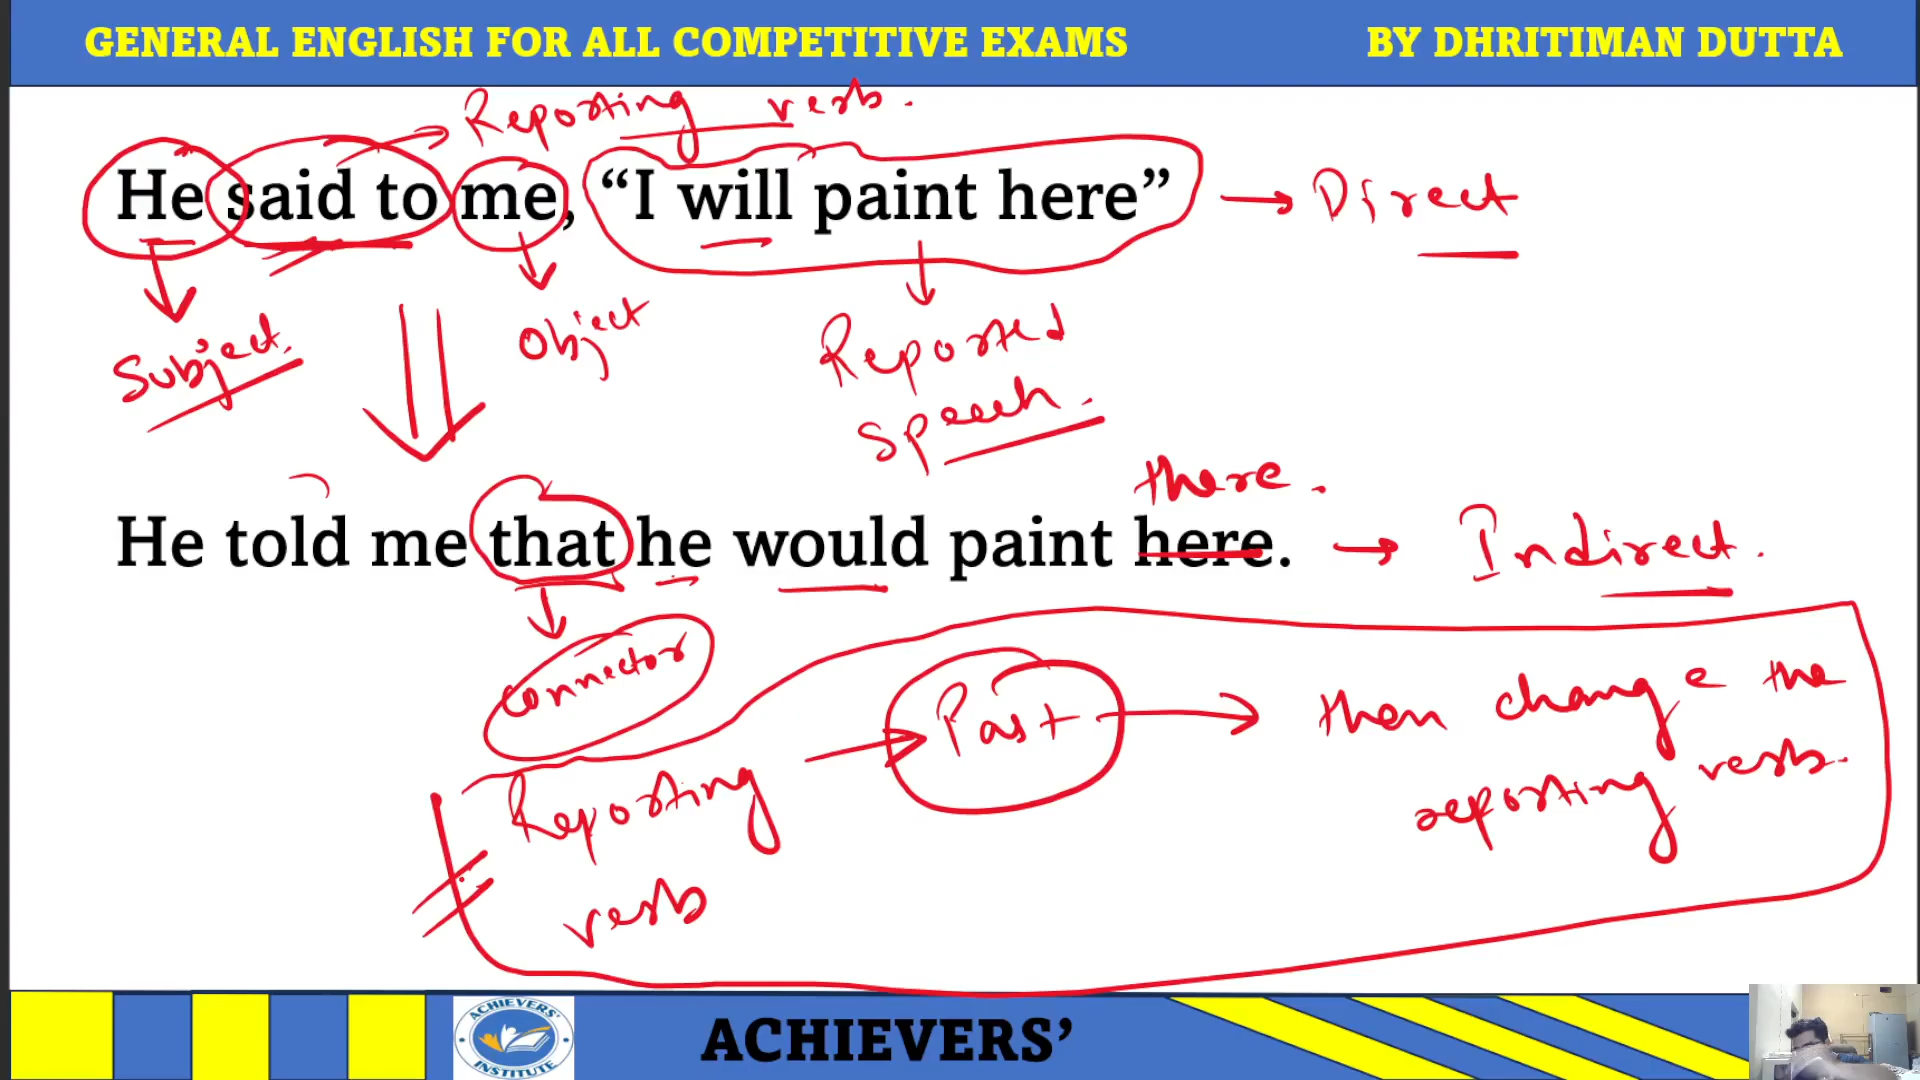 GENERAL ENGLISH FOR ALL COMPETITIVE EXAMS BY DHRITIMAN DUTTA
Reporting verb.
He said to me, “I will paint here” → Direct
Subject.
Object
Reported
Speech.
there.
He told me that he would paint here. → Indirect.
connector
Reporting → Past → then change the
verb reporting verb.
ACHIEVERS'
INSTITUTE
ACHIEVERS’